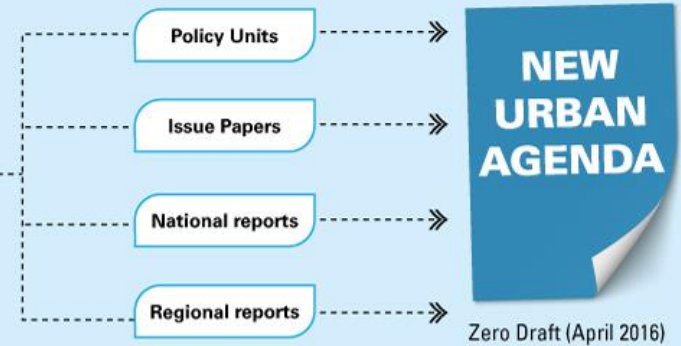 Policy Units
Issue Papers
National reports
Regional reports
NEW
URBAN
AGENDA
Zero Draft (April 2016)